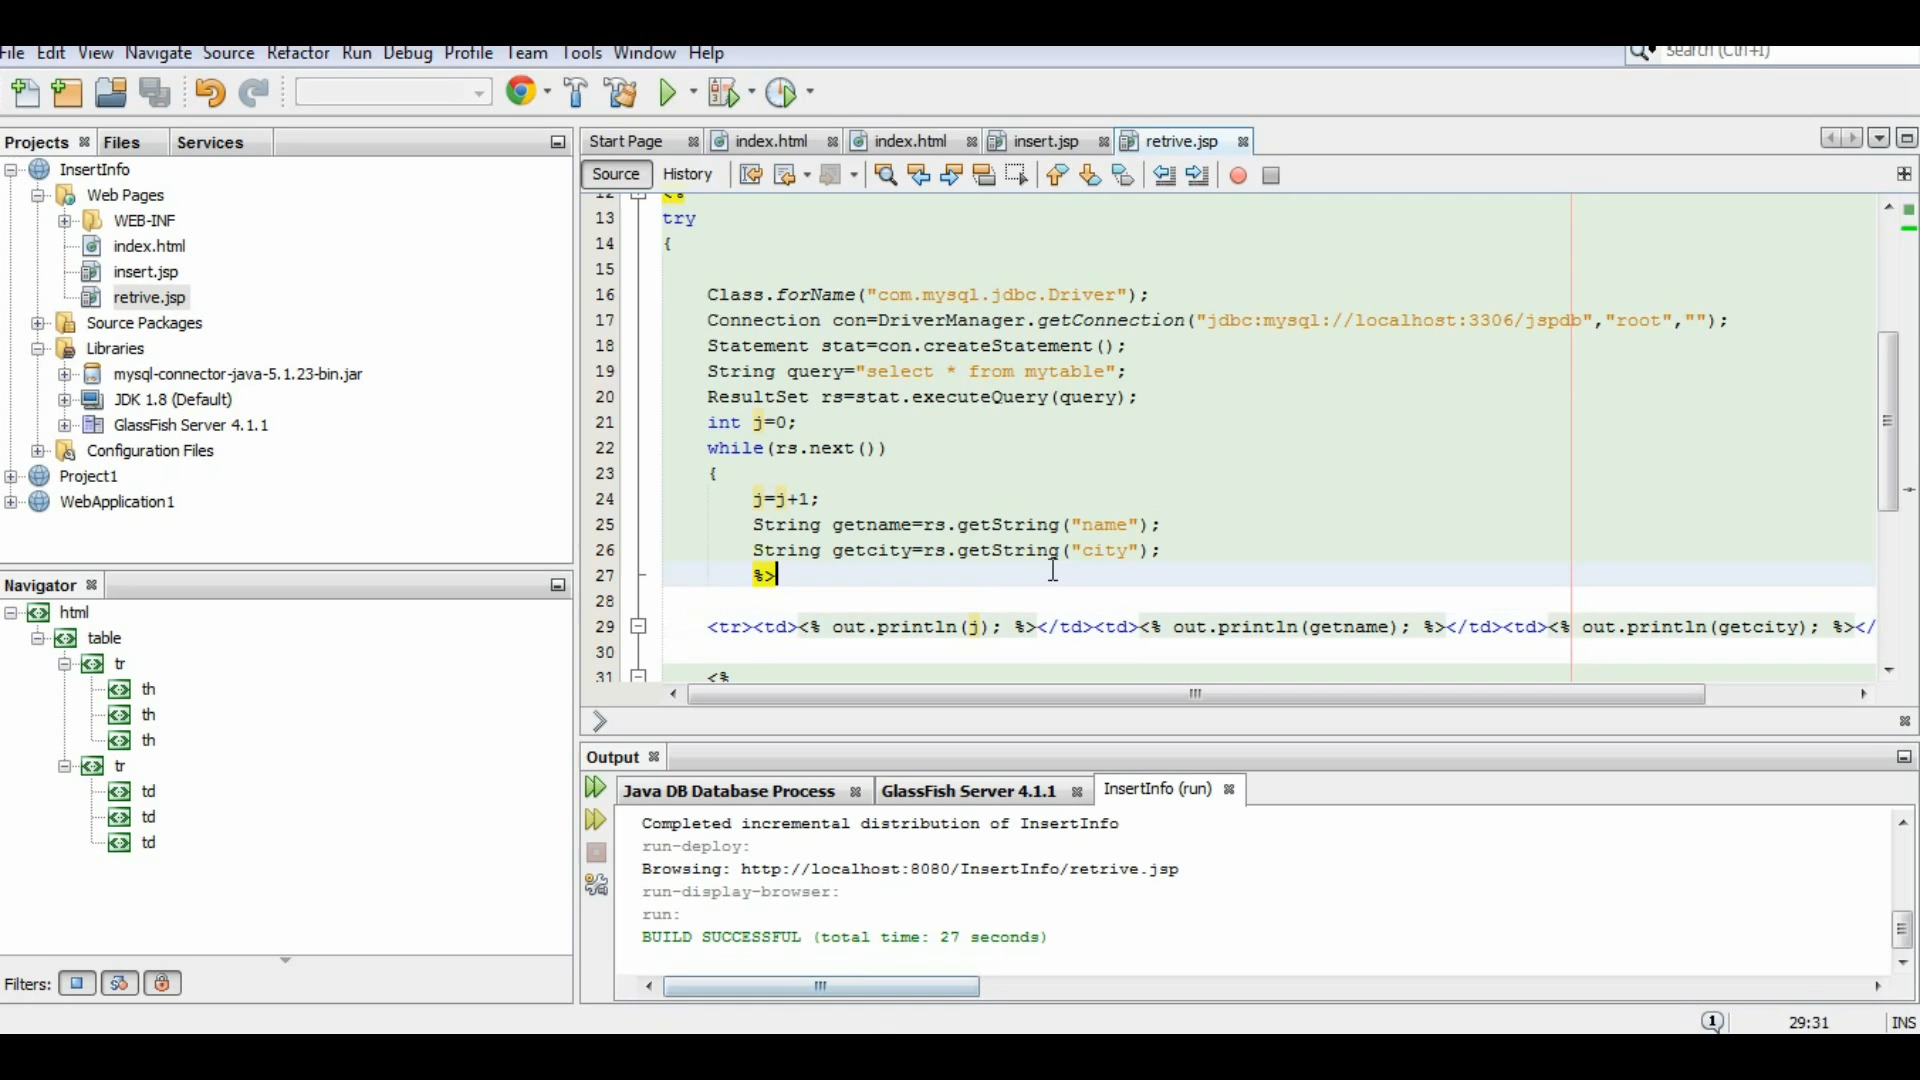 File Edit View Navigate Source Refactor Run Debug Profile Team Tools Window Help
Search (Ctrl+I)
Projects Files Services
InsertInfo
Web Pages
WEB-INF
index.html
insert.jsp
retrive.jsp
Source Packages
Libraries
mysql-connector-java-5.1.23-bin.jar
JDK 1.8 (Default)
GlassFish Server 4.1.1
Configuration Files
Project1
WebApplication1
Navigator
html
table
tr
th
th
th
tr
td
td
td
Filters:
Start Page index.html index.html insert.jsp retrive.jsp
Source History
12 <%
13 try
14 {
15
16 Class.forName("com.mysql.jdbc.Driver");
17 Connection con=DriverManager.getConnection("jdbc:mysql://localhost:3306/jspdb","root","");
18 Statement stat=con.createStatement();
19 String query="select * from mytable";
20 ResultSet rs=stat.executeQuery(query);
21 int j=0;
22 while(rs.next())
23 {
24 j=j+1;
25 String getname=rs.getString("name");
26 String getcity=rs.getString("city");
27 %>
28
29 <tr><td><% out.println(j); %></td><td><% out.println(getname); %></td><td><% out.println(getcity); %></
30
31 <%
Output
Java DB Database Process GlassFish Server 4.1.1 InsertInfo (run)
Completed incremental distribution of InsertInfo
run-deploy:
Browsing: http://localhost:8080/InsertInfo/retrive.jsp
run-display-browser:
run:
BUILD SUCCESSFUL (total time: 27 seconds)
1 29:31 INS